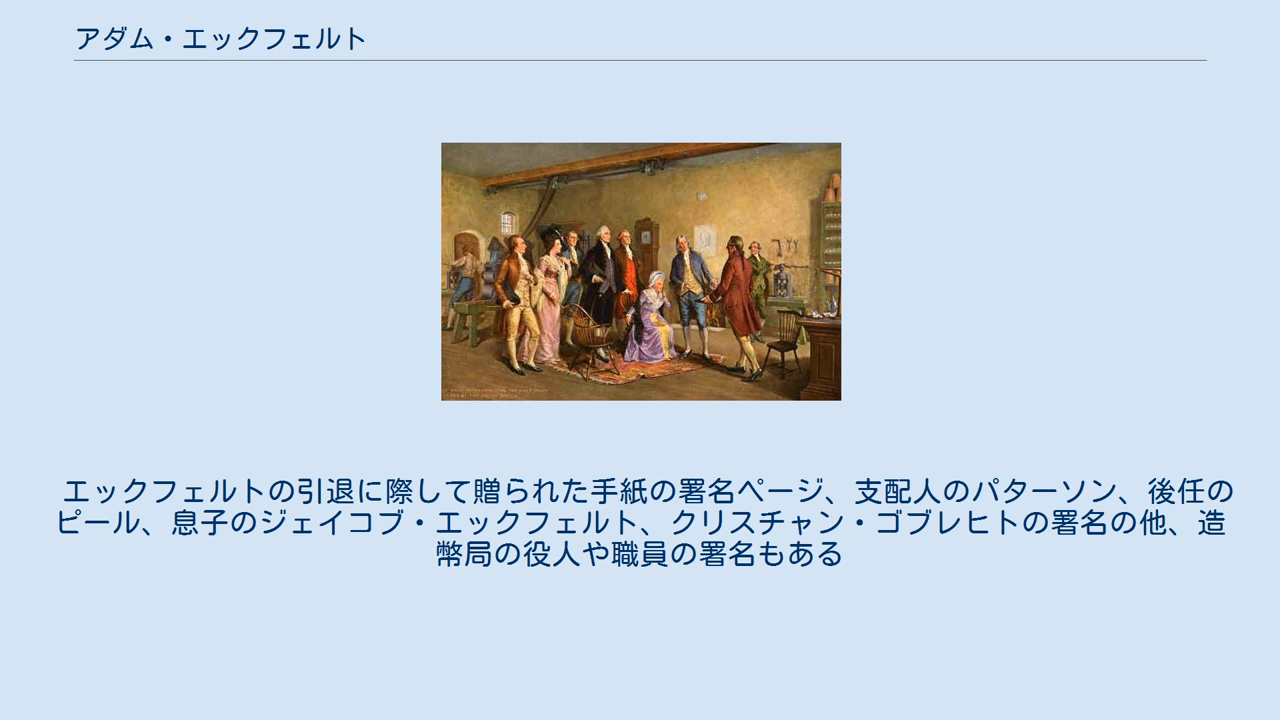 アダム・エックフェルト
エックフェルトの引退に際して贈られた手紙の署名ページ、支配人のパターソン、後任の
ピール、息子のジェイコブ・エックフェルト、クリスチャン・ゴブレヒトの署名の他、造
幣局の役人や職員の署名もある